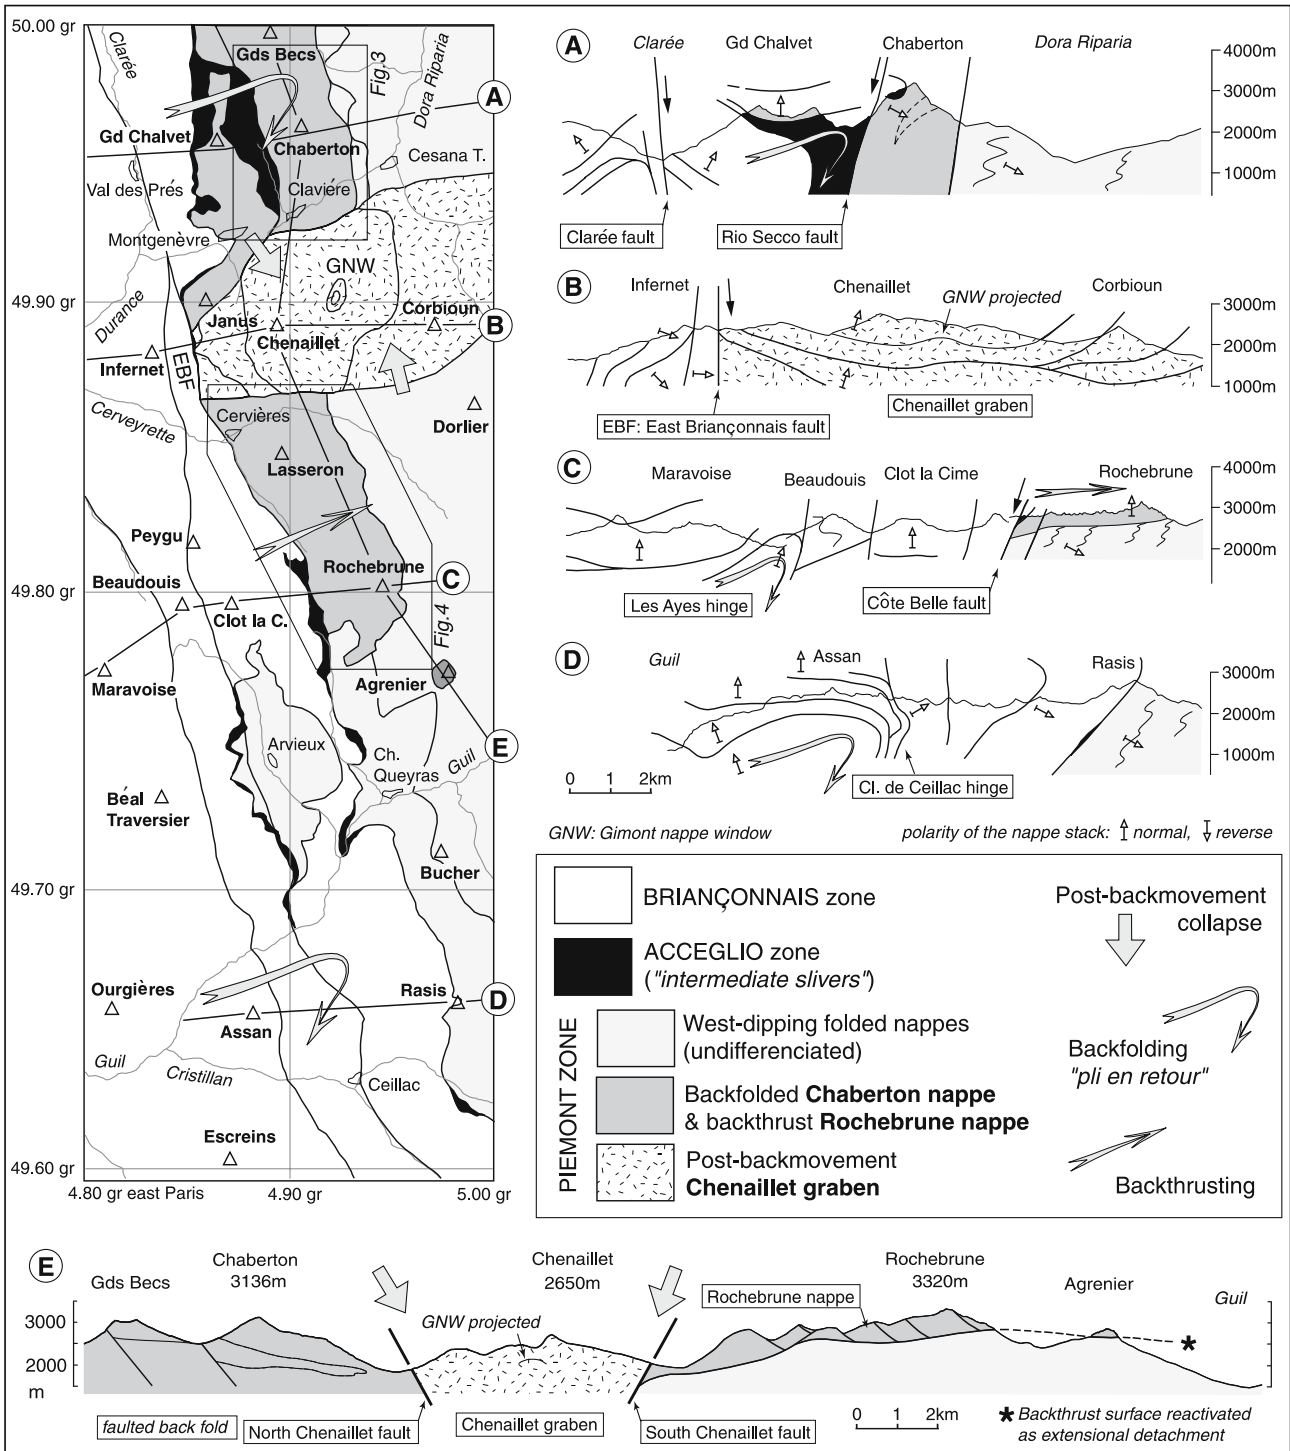 50.00 gr
49.90 gr
49.80 gr
49.70 gr
49.60 gr
4.80 gr east Paris
4.90 gr
5.00 gr
Clarée
Gds Becs
Fig.3
Dora Riparia
A
Gd Chalvet
Chaberton
Cesana T.
Val des Prés
Claviére
Montgenèvre
GNW
Durance
Janus
Corbioun
B
Chenaillet
Infernet
EBF
Cerveyrette
Cervières
Dorlier
Lasseron
Peygu
Rochebrune
Beaudouis
C
Clot la C.
Fig.4
Maravoise
Agrenier
Arvieux
E
Ch.
Queyras
Guil
Béal
Traversier
Bucher
Ourgières
Rasis
D
Assan
Guil
Cristillan
Ceillac
Escreins
A
Clarée
Gd Chalvet
Chaberton
Dora Riparia
4000m
3000m
2000m
1000m
Clarée fault
Rio Secco fault
B
Infernet
Chenaillet
GNW projected
Corbioun
3000m
2000m
1000m
EBF: East Briançonnais fault
Chenaillet graben
C
Maravoise
Beaudouis
Clot la Cime
Rochebrune
4000m
3000m
2000m
Les Ayes hinge
Côte Belle fault
D
Guil
Assan
Rasis
3000m
2000m
1000m
0 1 2km
Cl. de Ceillac hinge
GNW: Gimont nappe window
polarity of the nappe stack: normal, reverse
BRIANÇONNAIS zone
ACCEGLIO zone
("intermediate slivers")
PIEMONT ZONE
West-dipping folded nappes
(undifferenciated)
Backfolded Chaberton nappe
& backthrust Rochebrune nappe
Post-backmovement
Chenaillet graben
Post-backmovement
collapse
Backfolding
"pli en retour"
Backthrusting
E
Gds Becs
Chaberton
3136m
Chenaillet
2650m
Rochebrune
3320m
Agrenier
Guil
Rochebrune nappe
GNW projected
3000
2000
m
faulted back fold
North Chenaillet fault
Chenaillet graben
South Chenaillet fault
0 1 2km
* Backthrust surface reactivated
as extensional detachment